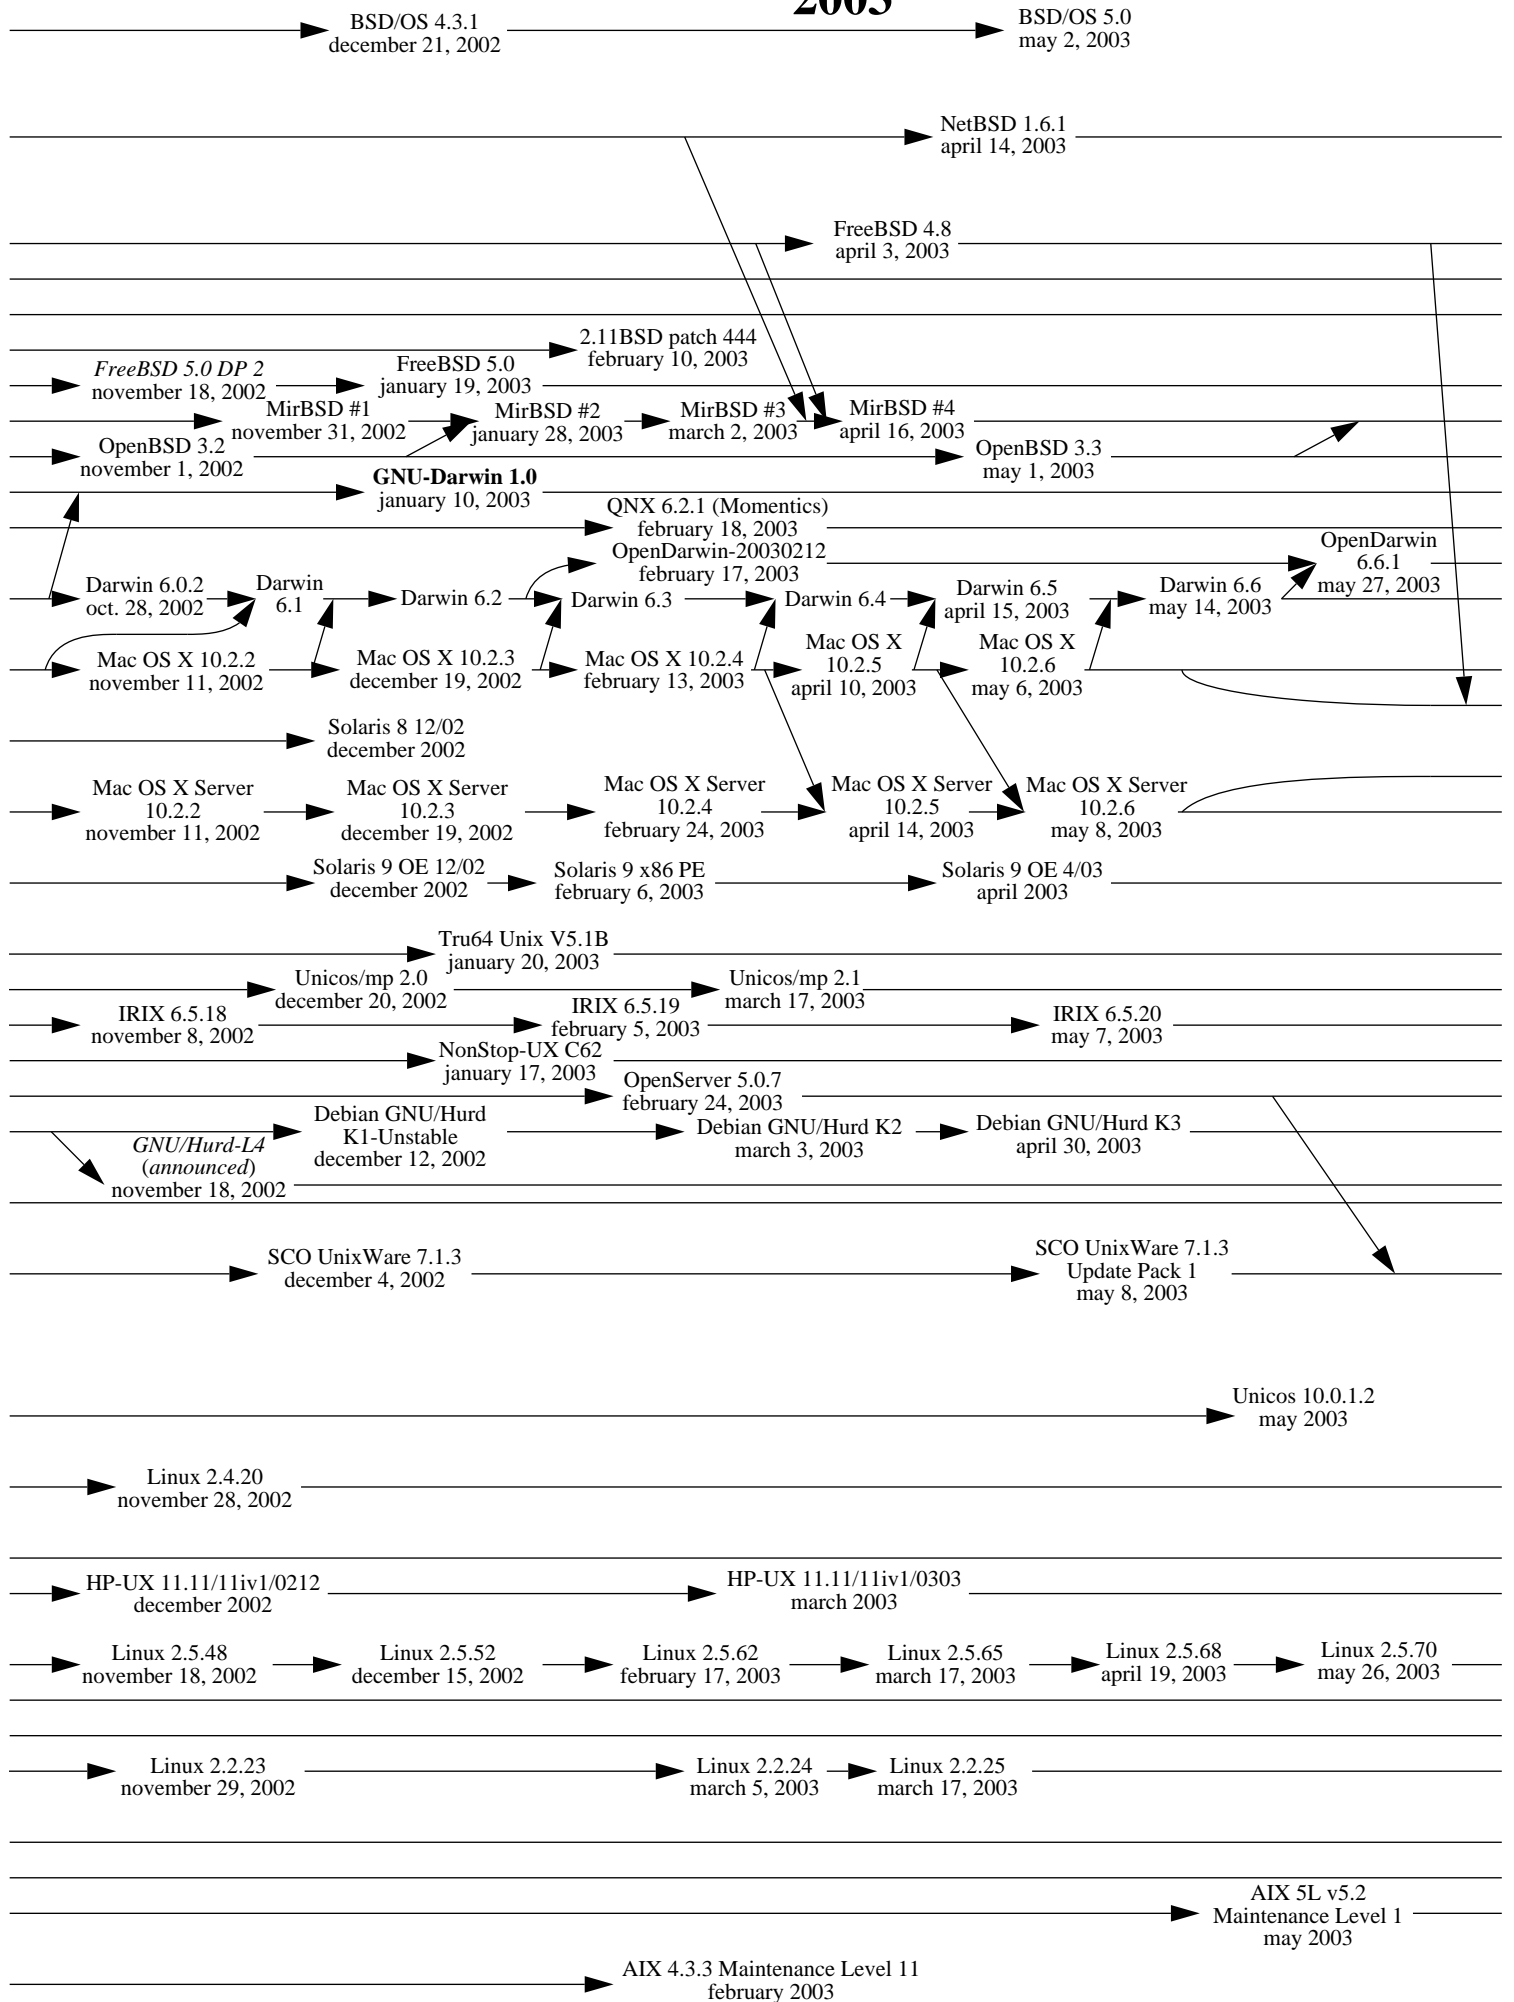 2003
BSD/OS 4.3.1
december 21, 2002
BSD/OS 5.0
may 2, 2003
NetBSD 1.6.1
april 14, 2003
FreeBSD 4.8
april 3, 2003
2.11BSD patch 444
february 10, 2003
FreeBSD 5.0 DP 2
november 18, 2002
FreeBSD 5.0
january 19, 2003
MirBSD #1
november 31, 2002
MirBSD #2
january 28, 2003
MirBSD #3
march 2, 2003
MirBSD #4
april 16, 2003
OpenBSD 3.2
november 1, 2002
OpenBSD 3.3
may 1, 2003
GNU-Darwin 1.0
january 10, 2003
QNX 6.2.1 (Momentics)
february 18, 2003
OpenDarwin-20030212
february 17, 2003
OpenDarwin
6.6.1
may 27, 2003
Darwin 6.0.2
oct. 28, 2002
Darwin
6.1
Darwin 6.2
Darwin 6.3
Darwin 6.4
Darwin 6.5
april 15, 2003
Darwin 6.6
may 14, 2003
Mac OS X 10.2.2
november 11, 2002
Mac OS X 10.2.3
december 19, 2002
Mac OS X 10.2.4
february 13, 2003
Mac OS X
10.2.5
april 10, 2003
Mac OS X
10.2.6
may 6, 2003
Solaris 8 12/02
december 2002
Mac OS X Server
10.2.2
november 11, 2002
Mac OS X Server
10.2.3
december 19, 2002
Mac OS X Server
10.2.4
february 24, 2003
Mac OS X Server
10.2.5
april 14, 2003
Mac OS X Server
10.2.6
may 8, 2003
Solaris 9 OE 12/02
december 2002
Solaris 9 x86 PE
february 6, 2003
Solaris 9 OE 4/03
april 2003
Tru64 Unix V5.1B
january 20, 2003
Unicos/mp 2.0
december 20, 2002
Unicos/mp 2.1
march 17, 2003
IRIX 6.5.18
november 8, 2002
IRIX 6.5.19
february 5, 2003
IRIX 6.5.20
may 7, 2003
NonStop-UX C62
january 17, 2003
OpenServer 5.0.7
february 24, 2003
Debian GNU/Hurd
K1-Unstable
december 12, 2002
Debian GNU/Hurd K2
march 3, 2003
Debian GNU/Hurd K3
april 30, 2003
GNU/Hurd-L4
(announced)
november 18, 2002
SCO UnixWare 7.1.3
december 4, 2002
SCO UnixWare 7.1.3
Update Pack 1
may 8, 2003
Unicos 10.0.1.2
may 2003
Linux 2.4.20
november 28, 2002
HP-UX 11.11/11iv1/0212
december 2002
HP-UX 11.11/11iv1/0303
march 2003
Linux 2.5.48
november 18, 2002
Linux 2.5.52
december 15, 2002
Linux 2.5.62
february 17, 2003
Linux 2.5.65
march 17, 2003
Linux 2.5.68
april 19, 2003
Linux 2.5.70
may 26, 2003
Linux 2.2.23
november 29, 2002
Linux 2.2.24
march 5, 2003
Linux 2.2.25
march 17, 2003
AIX 5L v5.2
Maintenance Level 1
may 2003
AIX 4.3.3 Maintenance Level 11
february 2003